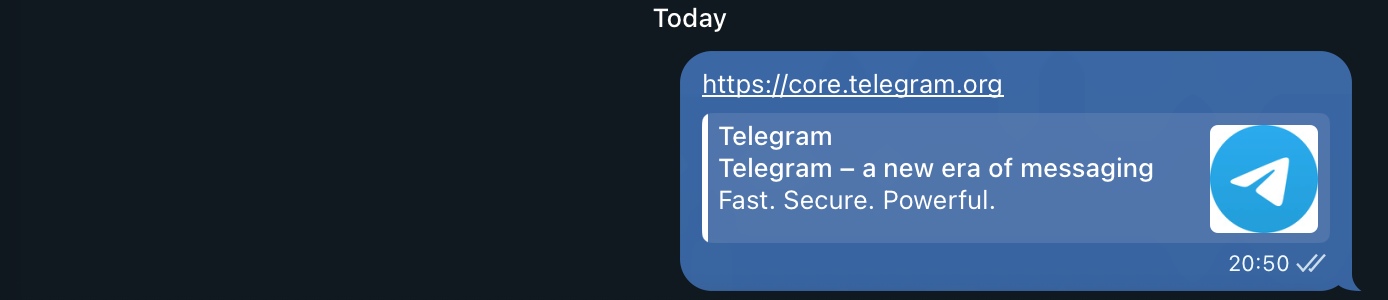 Today
https://core.telegram.org
Telegram
Telegram – a new era of messaging
Fast. Secure. Powerful.
20:50